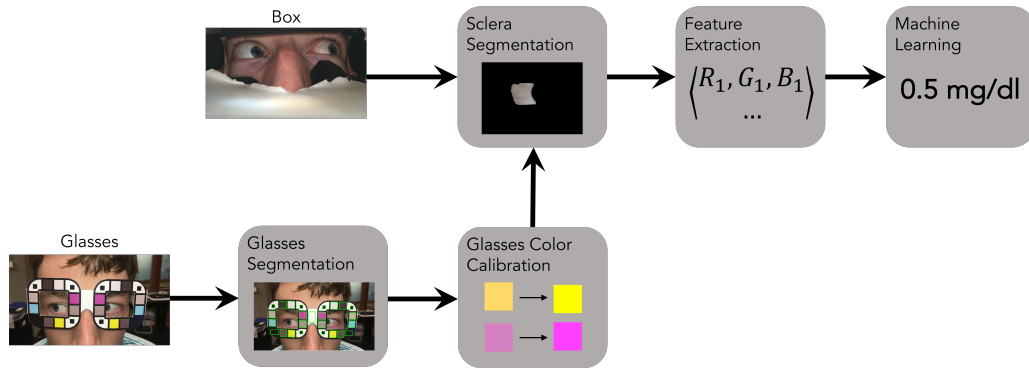 Box
Sclera
Segmentation
Feature
Extraction
⟨R₁, G₁, B₁⟩
...
Machine
Learning
0.5 mg/dl
Glasses
Glasses
Segmentation
Glasses Color
Calibration